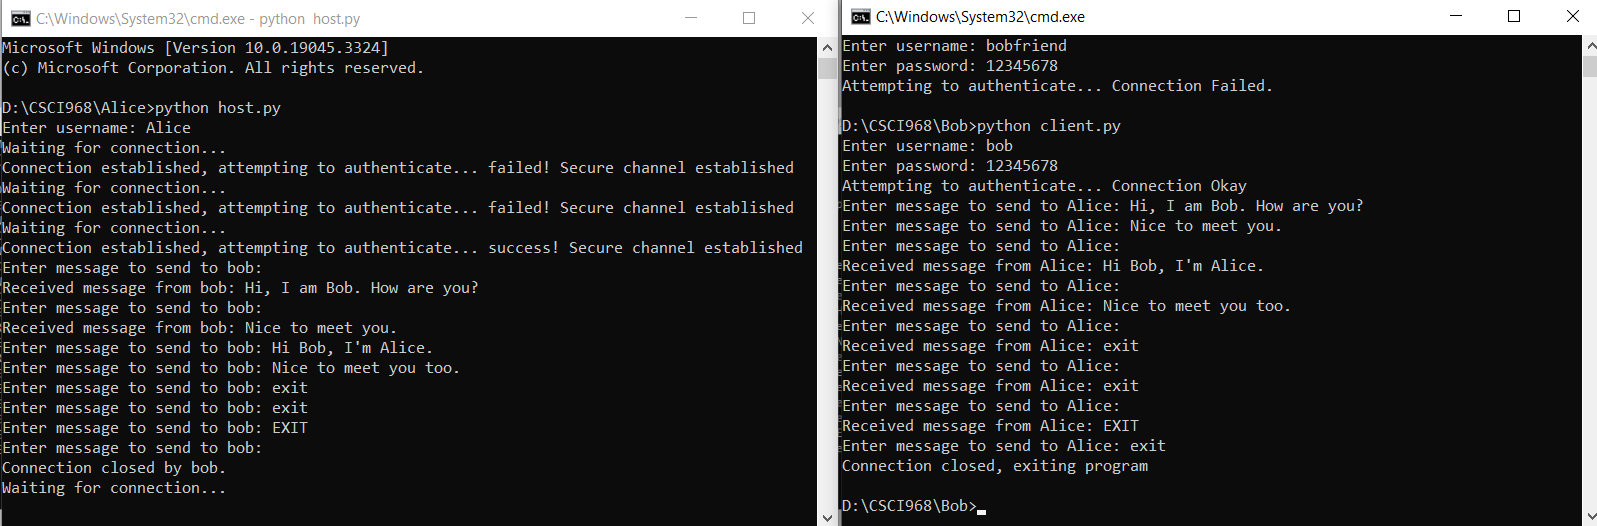 C:\Windows\System32\cmd.exe - python  host.py
Microsoft Windows [Version 10.0.19045.3324]
(c) Microsoft Corporation. All rights reserved.
D:\CSCI968\Alice>python host.py
Enter username: Alice
Waiting for connection...
Connection established, attempting to authenticate... failed! Secure channel established
Waiting for connection...
Connection established, attempting to authenticate... failed! Secure channel established
Waiting for connection...
Connection established, attempting to authenticate... success! Secure channel established
Enter message to send to bob:
Received message from bob: Hi, I am Bob. How are you?
Enter message to send to bob:
Received message from bob: Nice to meet you.
Enter message to send to bob: Hi Bob, I'm Alice.
Enter message to send to bob: Nice to meet you too.
Enter message to send to bob: exit
Enter message to send to bob: exit
Enter message to send to bob: EXIT
Enter message to send to bob:
Connection closed by bob.
Waiting for connection...
C:\Windows\System32\cmd.exe
Enter username: bobfriend
Enter password: 12345678
Attempting to authenticate... Connection Failed.
D:\CSCI968\Bob>python client.py
Enter username: bob
Enter password: 12345678
Attempting to authenticate... Connection Okay
Enter message to send to Alice: Hi, I am Bob. How are you?
Enter message to send to Alice: Nice to meet you.
Enter message to send to Alice:
Received message from Alice: Hi Bob, I'm Alice.
Enter message to send to Alice:
Received message from Alice: Nice to meet you too.
Enter message to send to Alice:
Received message from Alice: exit
Enter message to send to Alice:
Received message from Alice: exit
Enter message to send to Alice:
Received message from Alice: EXIT
Enter message to send to Alice: exit
Connection closed, exiting program
D:\CSCI968\Bob>